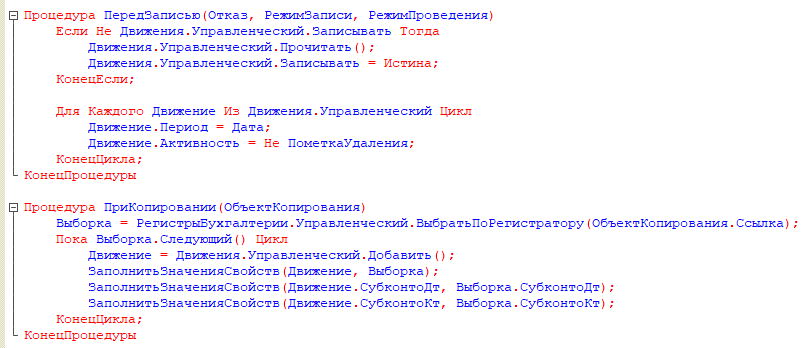 Процедура ПередЗаписью(Отказ, РежимЗаписи, РежимПроведения)
Если Не Движения.Управленческий.Записывать Тогда
Движения.Управленческий.Прочитать();
Движения.Управленческий.Записывать = Истина;
КонецЕсли;
Для Каждого Движение Из Движения.Управленческий Цикл
Движение.Период = Дата;
Движение.Активность = Не ПометкаУдаления;
КонецЦикла;
КонецПроцедуры
Процедура ПриКопировании(ОбъектКопирования)
Выборка = РегистрыБухгалтерии.Управленческий.ВыбратьПоРегистратору(ОбъектКопирования.Ссылка);
Пока Выборка.Следующий() Цикл
Движение = Движения.Управленческий.Добавить();
ЗаполнитьЗначенияСвойств(Движение, Выборка);
ЗаполнитьЗначенияСвойств(Движение.СубконтоДт, Выборка.СубконтоДт);
ЗаполнитьЗначенияСвойств(Движение.СубконтоКт, Выборка.СубконтоКт);
КонецЦикла;
КонецПроцедуры